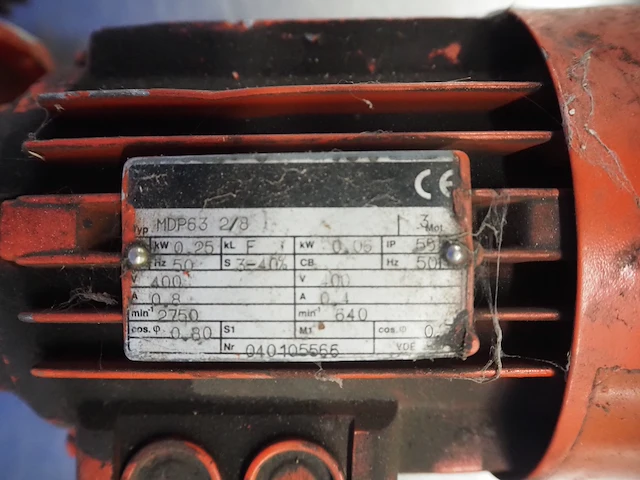 CE
Typ MDP63 2/8 3 Mot.
kW 0.25 kL F kW 0.06 IP 55
Hz 50 S 3-40% CB Hz 50
V 400 V 400
A 0.8 A 0.4
min⁻¹ 2750 min⁻¹ 640
cos.φ 0.80 S1 M1 cos.φ
Nr 040105566 VDE